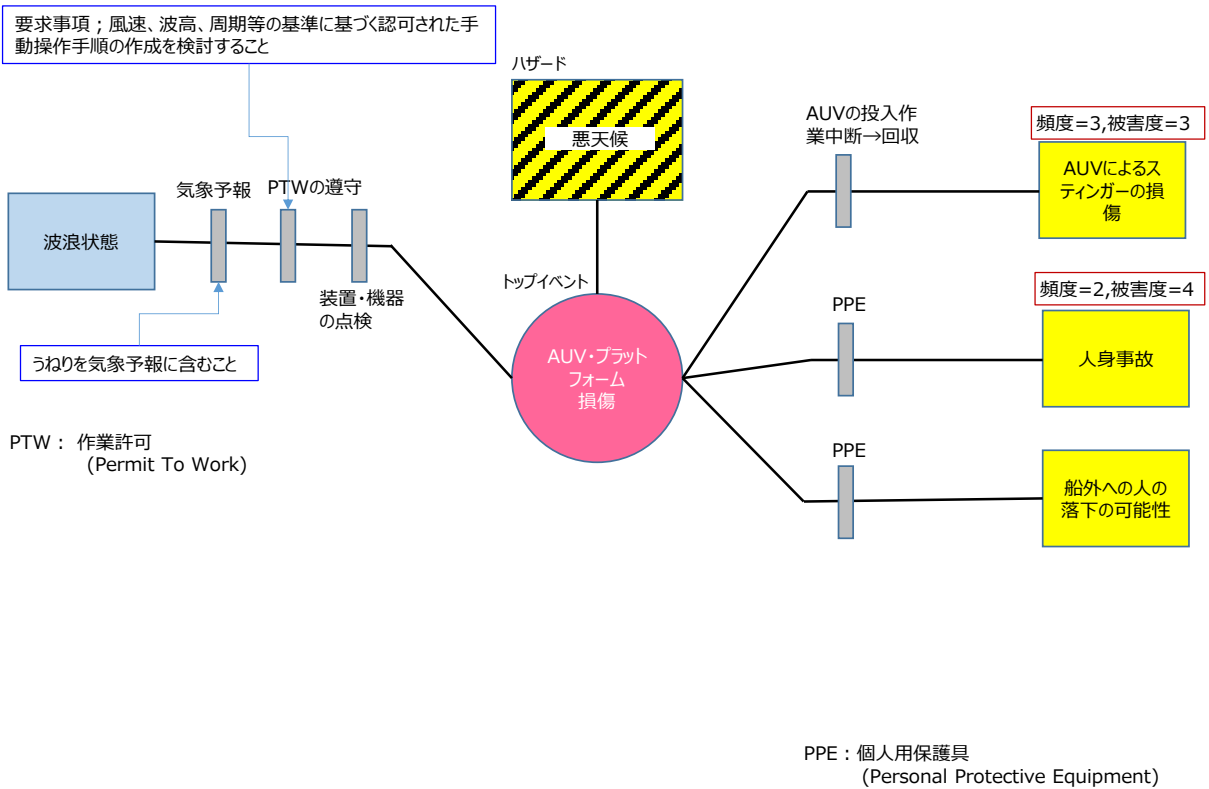 要求事項；風速、波高、周期等の基準に基づく認可された手
動操作手順の作成を検討すること
ハザード
悪天候
AUVの投入作
業中断→回収
頻度=3,被害度=3
AUVによるス
ティンガーの損
傷
気象予報
PTWの遵守
波浪状態
装置・機器
の点検
トップイベント
AUV・プラット
フォーム
損傷
PPE
頻度=2,被害度=4
人身事故
うねりを気象予報に含むこと
PTW： 作業許可
(Permit To Work)
PPE
船外への人の
落下の可能性
PPE：個人用保護具
(Personal Protective Equipment)